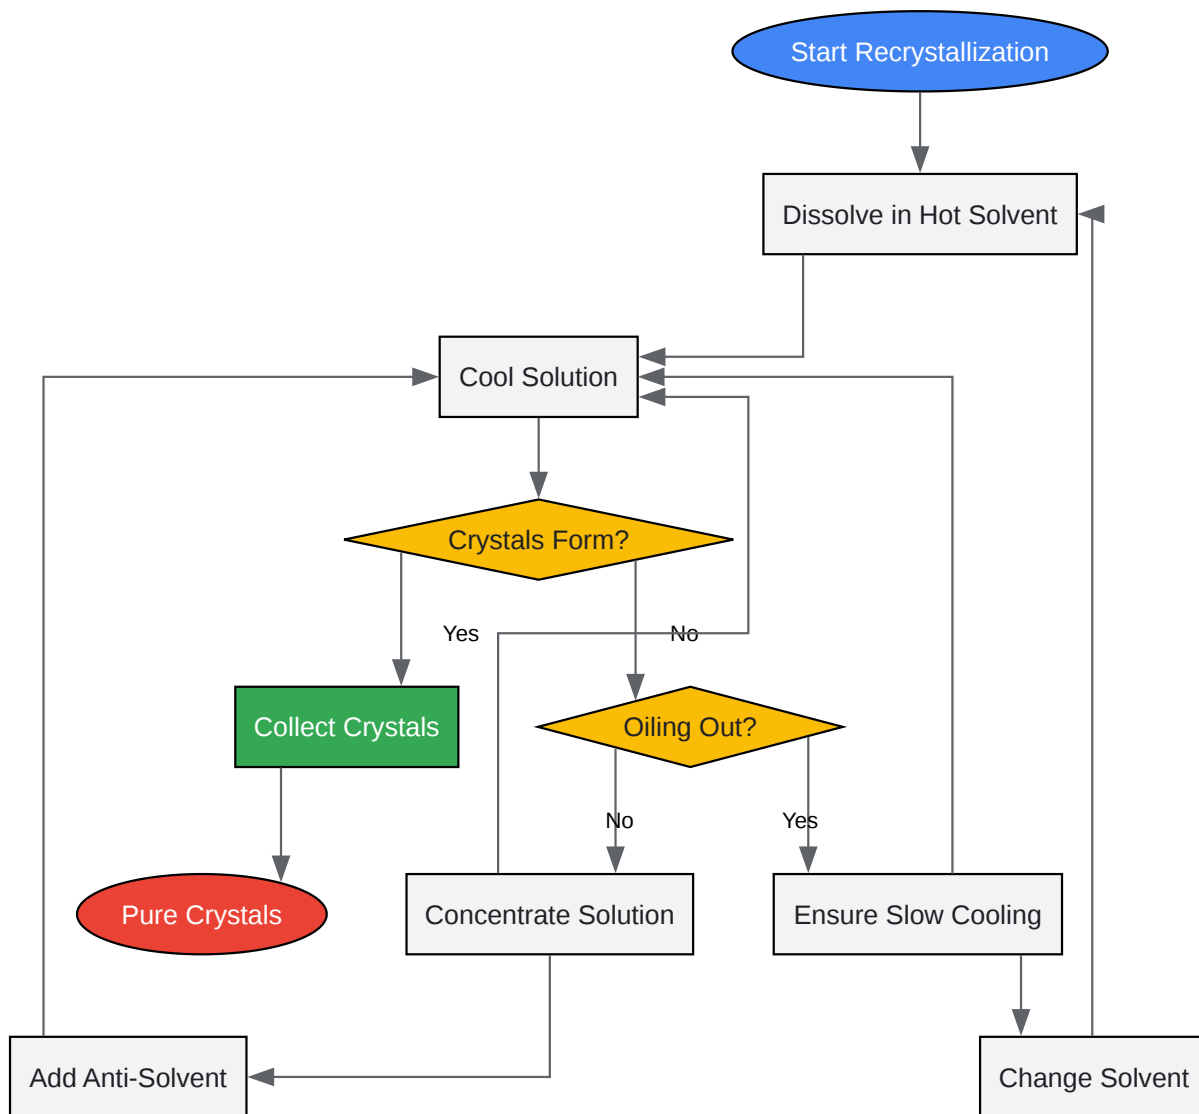 Start Recrystallization
Dissolve in Hot Solvent
Cool Solution
Crystals Form?
Yes
No
Collect Crystals
Oiling Out?
No
Yes
Pure Crystals
Concentrate Solution
Ensure Slow Cooling
Add Anti-Solvent
Change Solvent